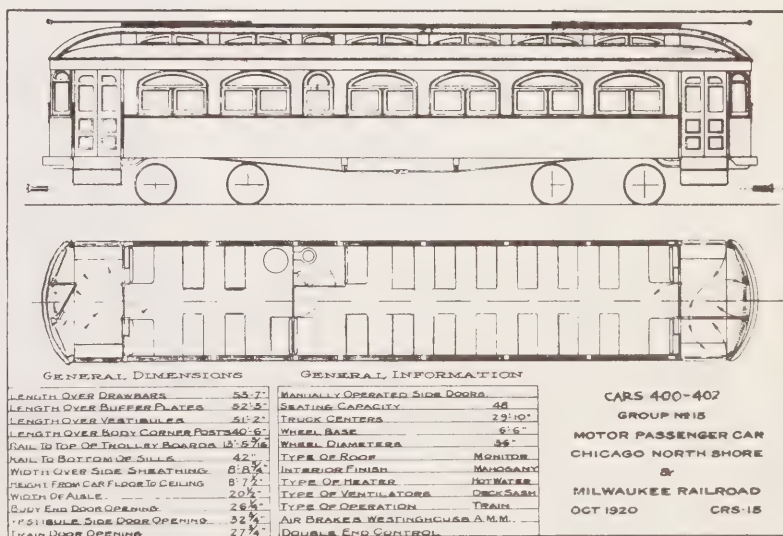 GENERAL DIMENSIONS
LENGTH OVER DRAWBARS 53'-7"
LENGTH OVER BUFFER PLATES 52'-3"
LENGTH OVER VESTIBULES 51'-2"
LENGTH OVER BODY CORNER POSTS 40'-6"
RAIL TO TOP OF TROLLEY BOARDS
RAIL TO BOTTOM OF SILLS 42"
WIDTH OVER SIDE SHEATHING 8'-8 3/4"
HEIGHT FROM CAR FLOOR TO CEILING 8'-7 1/2"
WIDTH OF AISLE 20 1/2"
BODY END DOOR OPENING 26 1/4"
VESTIBULE SIDE DOOR OPENING 32 3/4"
TRAIN DOOR OPENING 27 3/4"
GENERAL INFORMATION
MANUALLY OPERATED SIDE DOORS
SEATING CAPACITY 48
TRUCK CENTERS 29'-10"
WHEEL BASE 6'-6"
WHEEL DIAMETERS 36"
TYPE OF ROOF MONITOR
INTERIOR FINISH MAHOGANY
TYPE OF HEATER HOT WATER
TYPE OF VENTILATORS DECK SASH
TYPE OF OPERATION TRAIN
AIR BRAKES WESTINGHOUSE A.M.M.
DOUBLE END CONTROL
CARS 400-402
GROUP Nº 15
MOTOR PASSENGER CAR
CHICAGO NORTH SHORE
&
MILWAUKEE RAILROAD
OCT 1920 CRS-15